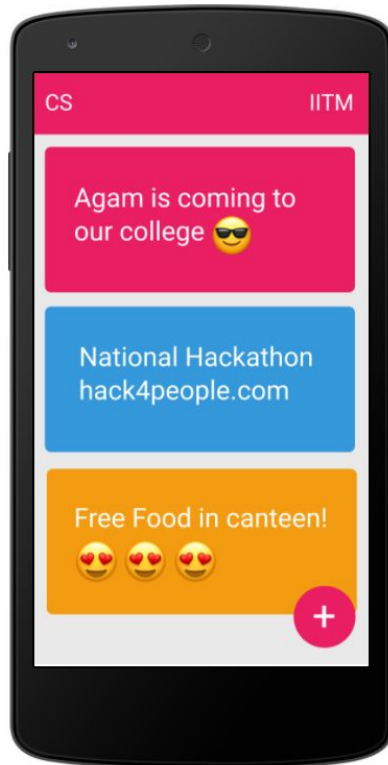 CS IITM
Agam is coming to
our college 😎
National Hackathon
hack4people.com
Free Food in canteen!
😍 😍 😍
+